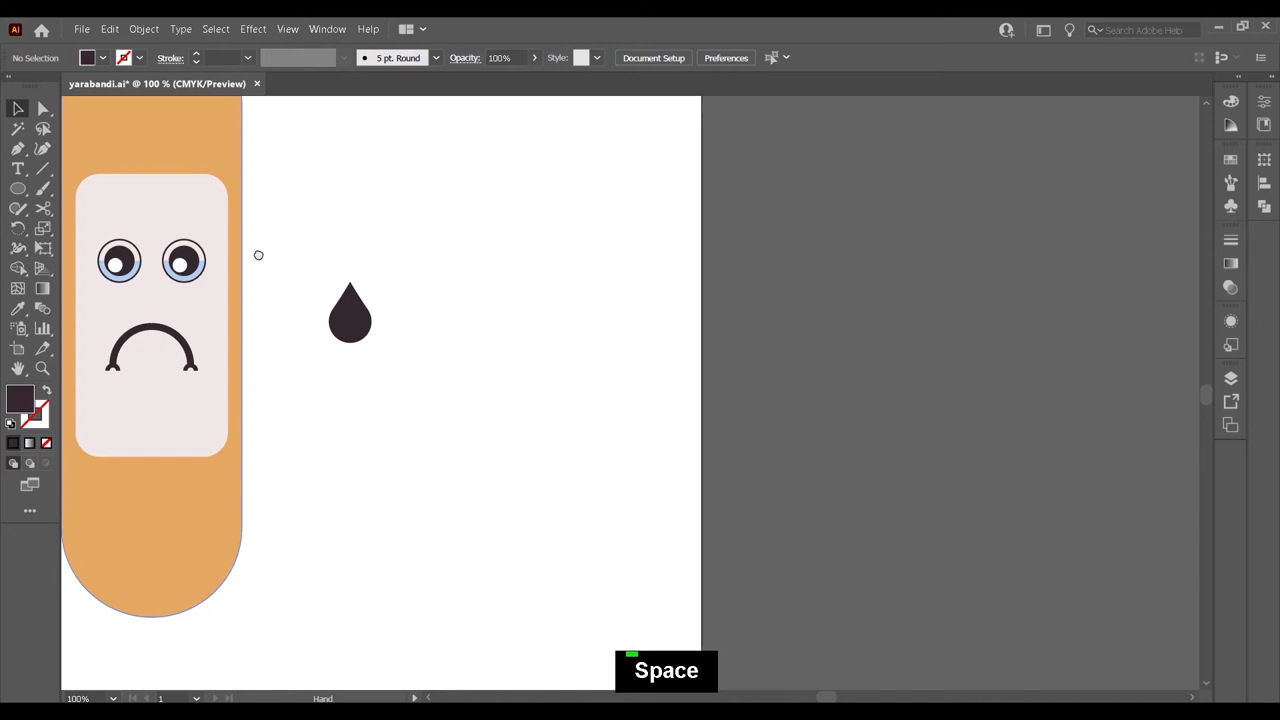 Ai File Edit Object Type Select Effect View Window Help Search Adobe Help
No Selection Stroke: 5 pt. Round Opacity: 100% Style: Document Setup Preferences
yarabandi.ai* @ 100 % (CMYK/Preview)
Space
100% 1 Hand